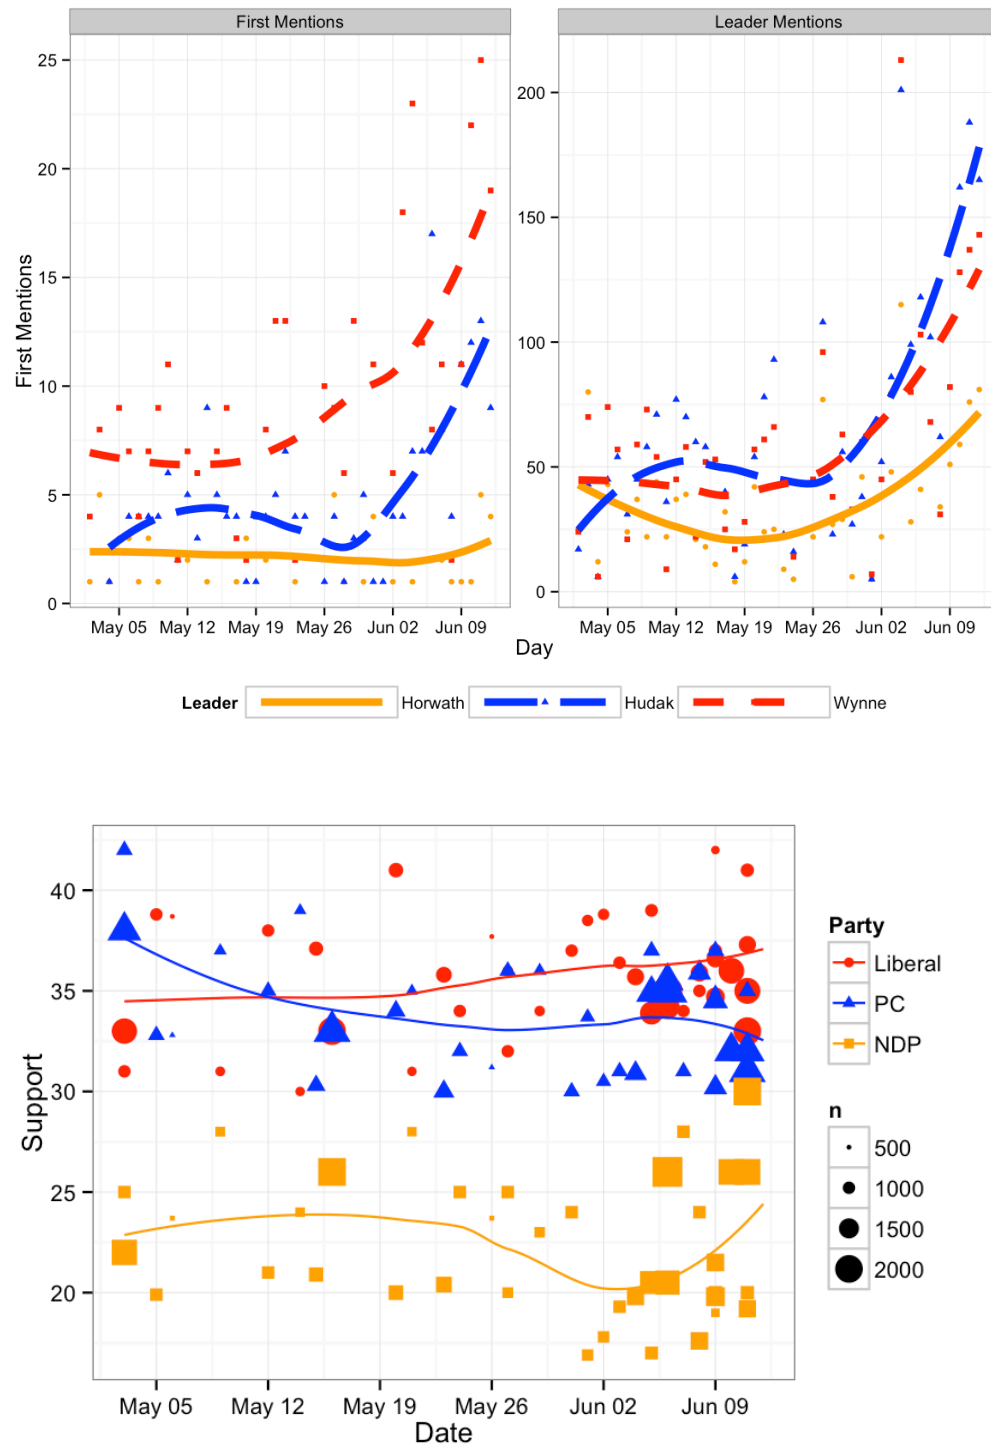 First Mentions
Leader Mentions
25
20
15
10
5
0
First Mentions
200
150
100
50
0
May 05 May 12 May 19 May 26 Jun 02 Jun 09
May 05 May 12 May 19 May 26 Jun 02 Jun 09
Day
Leader Horwath Hudak Wynne
40
35
30
25
20
Support
May 05 May 12 May 19 May 26 Jun 02 Jun 09
Date
Party
Liberal
PC
NDP
n
500
1000
1500
2000